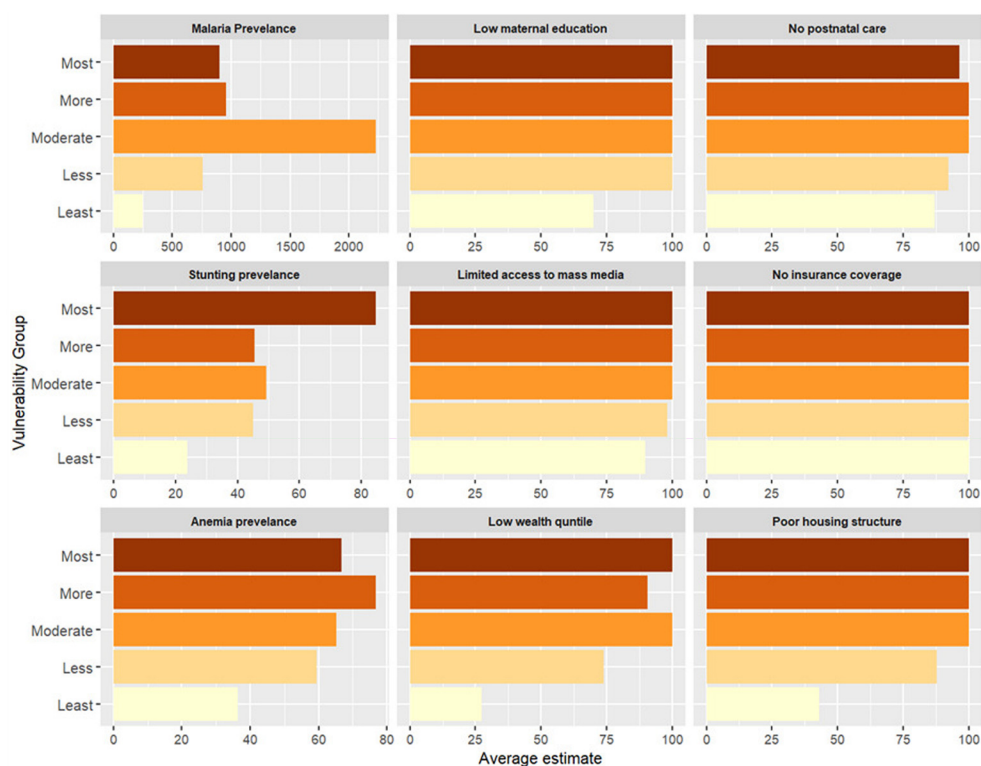 Malaria Prevelance
Low maternal education
No postnatal care
Most
More
Moderate
Less
Least
0 500 1000 1500 2000
0 25 50 75 100
0 25 50 75 100
Stunting prevelance
Limited access to mass media
No insurance coverage
Vulnerability Group
Most
More
Moderate
Less
Least
0 20 40 60 80
0 25 50 75 100
0 25 50 75 100
Anemia prevelance
Low wealth quntile
Poor housing structure
Most
More
Moderate
Less
Least
0 20 40 60 80
0 25 50 75 100
0 25 50 75 100
Average estimate